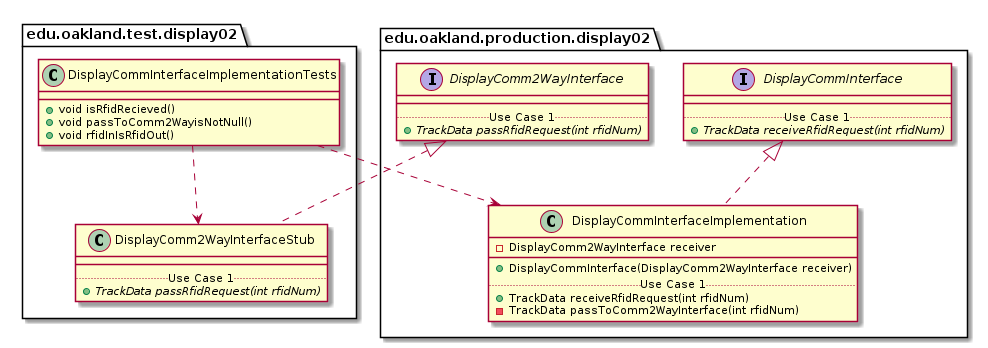 edu.oakland.test.display02
C DisplayCommInterfaceImplementationTests
void isRfidRecieved()
void passToComm2WayisNotNull()
void rfidInIsRfidOut()
C DisplayComm2WayInterfaceStub
Use Case 1
TrackData passRfidRequest(int rfidNum)
edu.oakland.production.display02
I DisplayComm2WayInterface
Use Case 1
TrackData passRfidRequest(int rfidNum)
I DisplayCommInterface
Use Case 1
TrackData receiveRfidRequest(int rfidNum)
C DisplayCommInterfaceImplementation
DisplayComm2WayInterface receiver
DisplayCommInterface(DisplayComm2WayInterface receiver)
Use Case 1
TrackData receiveRfidRequest(int rfidNum)
TrackData passToComm2WayInterface(int rfidNum)